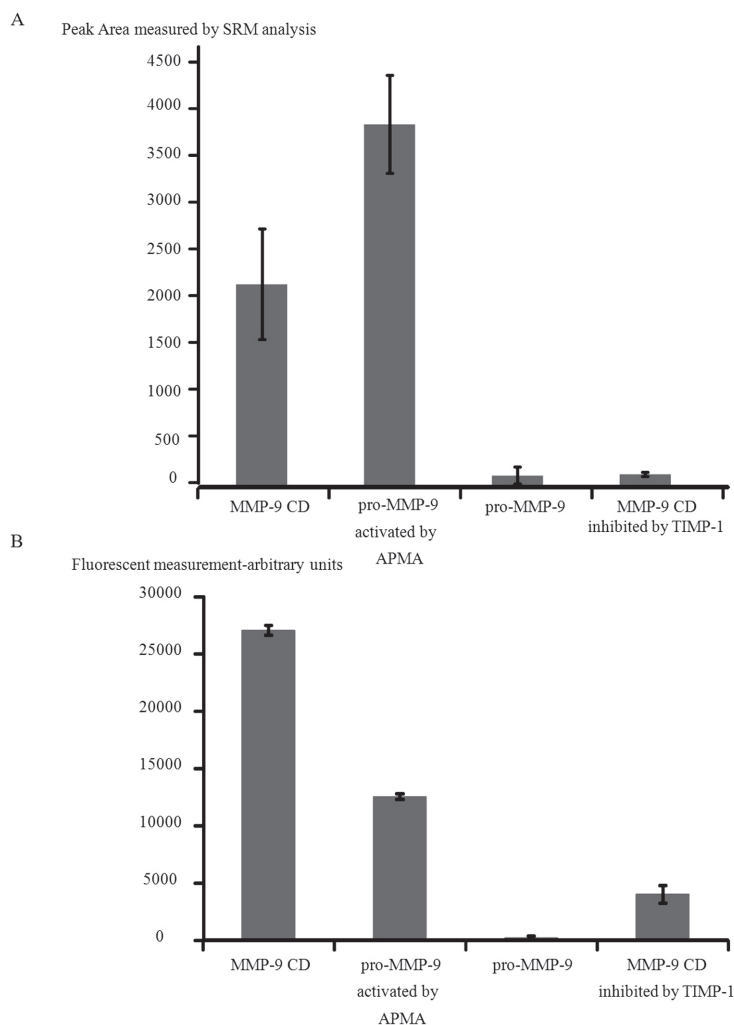 A
Peak Area measured by SRM analysis
4500
4000
3500
3000
2500
2000
1500
1000
500
0
MMP-9 CD
pro-MMP-9
activated by
APMA
pro-MMP-9
MMP-9 CD
inhibited by TIMP-1
B
Fluorescent measurement-arbitrary units
30000
25000
20000
15000
10000
5000
0
MMP-9 CD
pro-MMP-9
activated by
APMA
pro-MMP-9
MMP-9 CD
inhibited by TIMP-1